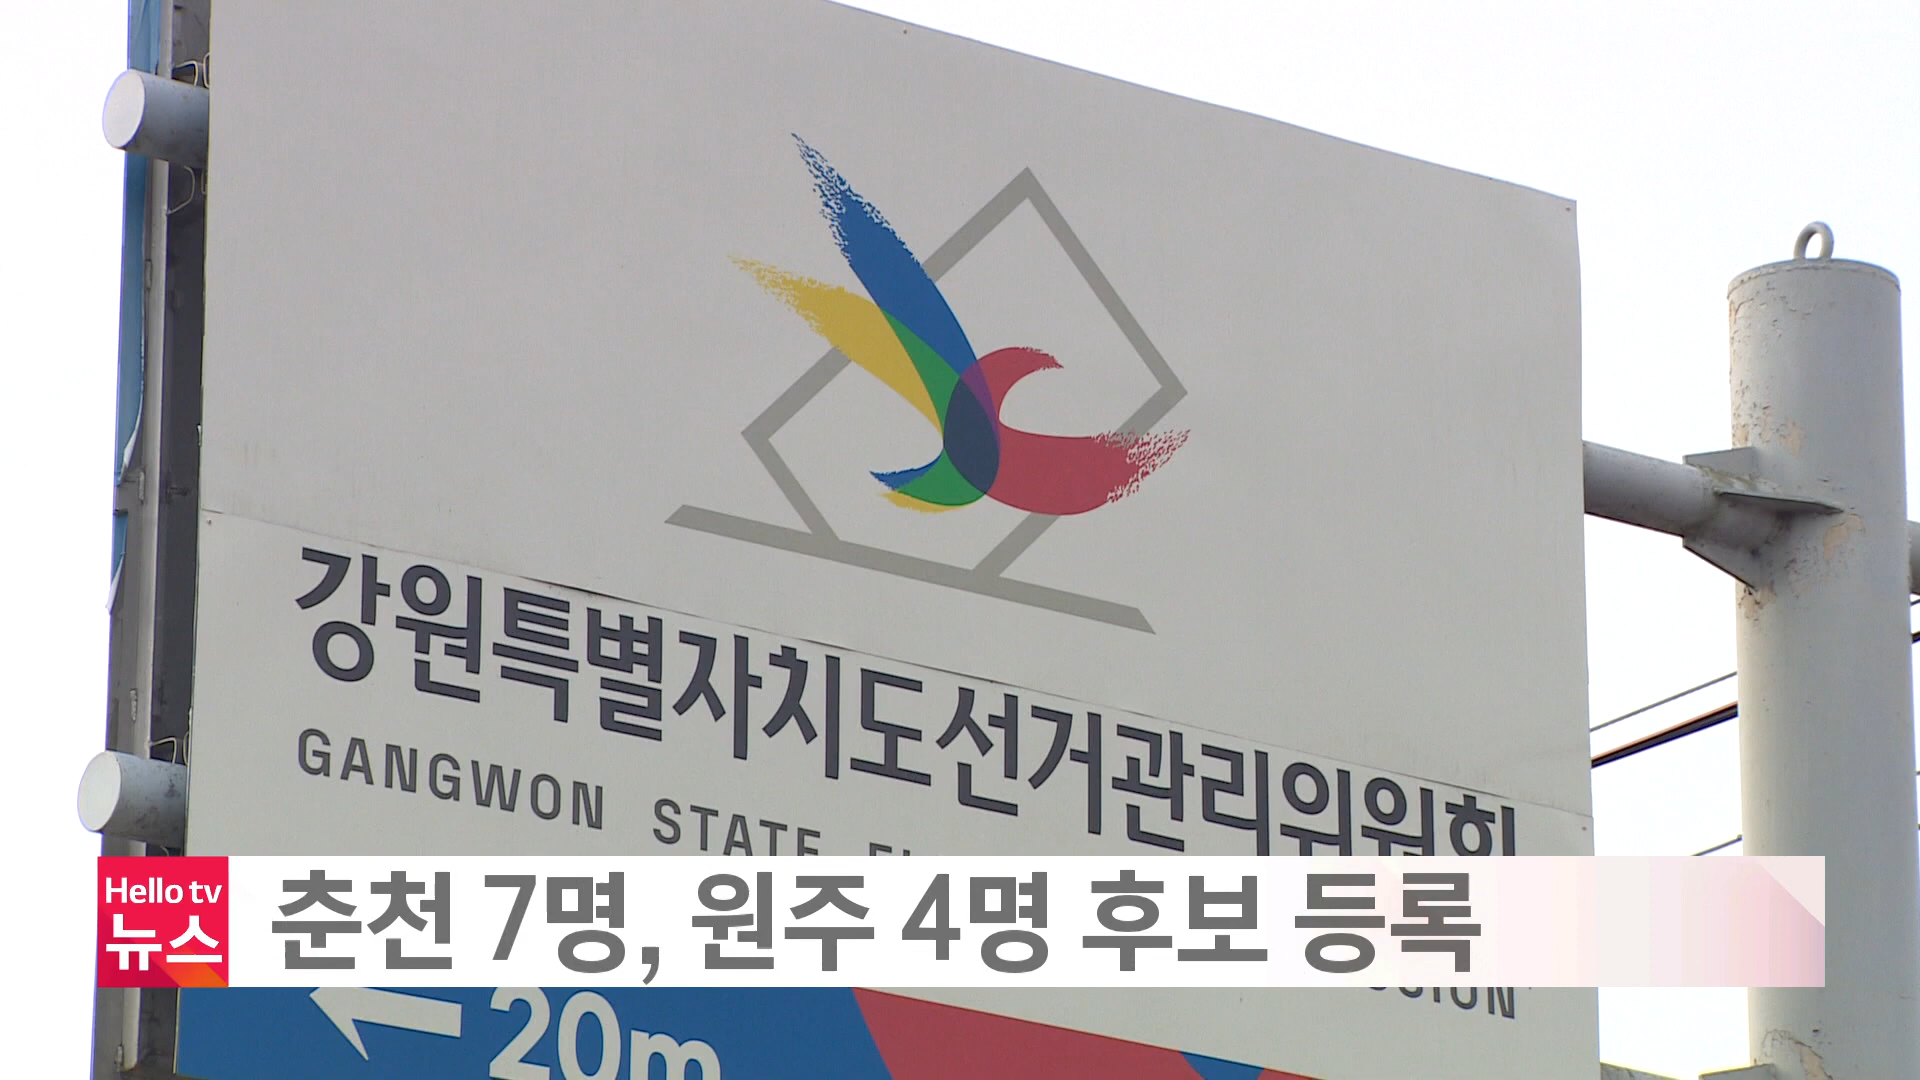 강원특별자치도선거관리위원회
GANGWON STATE
Hello tv
뉴스
춘천 7명, 원주 4명 후보 등록
20m